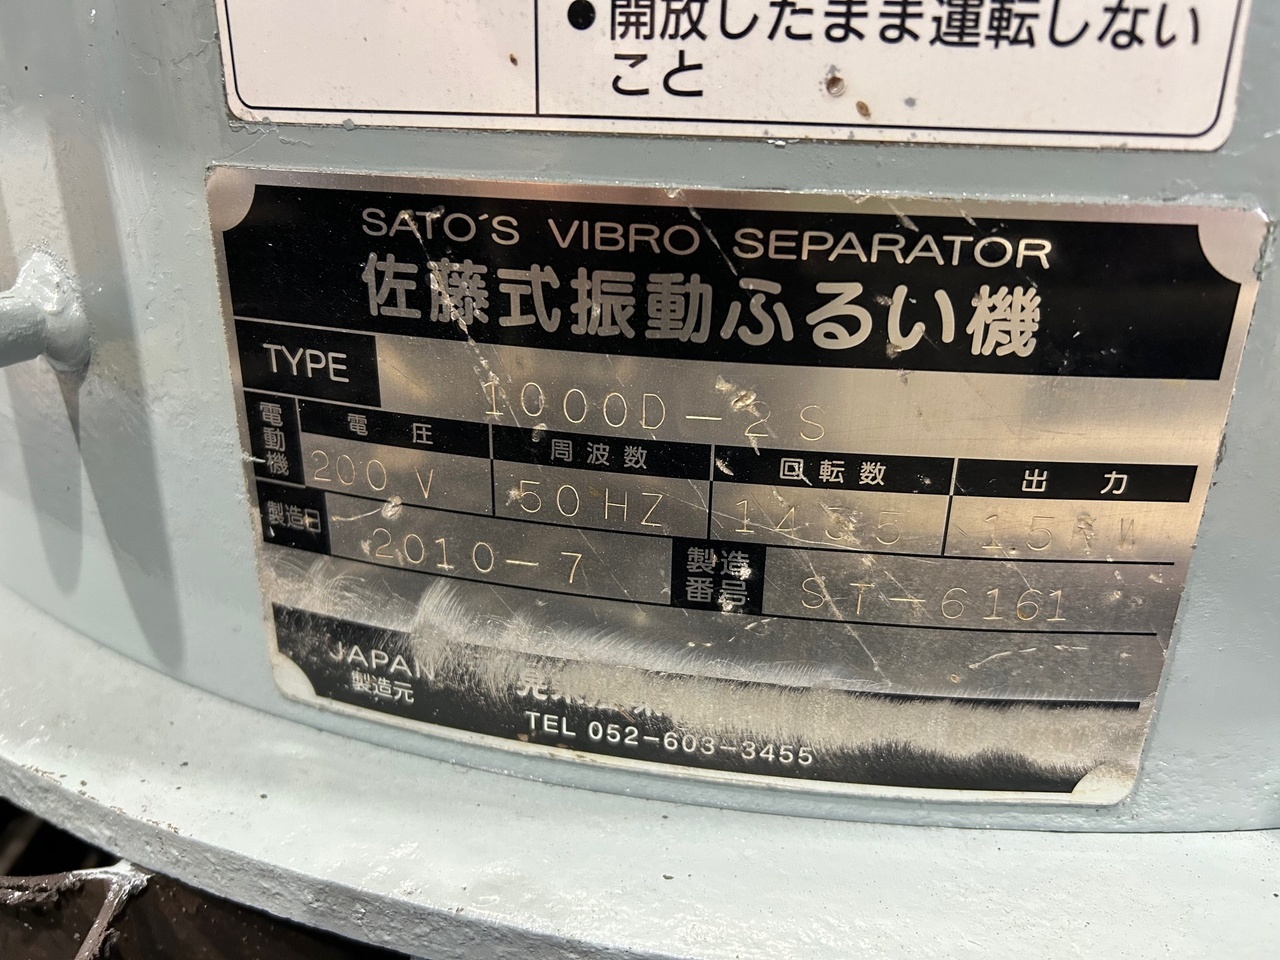 ●開放したまま運転しない
こと
SATO'S VIBRO SEPARATOR
佐藤式振動ふるい機
TYPE 1000D-2S
電動機 電圧 周波数 回転数 出力
200V 50HZ 1435 1.5KW
製造日 2010-7 製造番号 ST-6161
JAPAN
製造元
TEL 052-603-3455